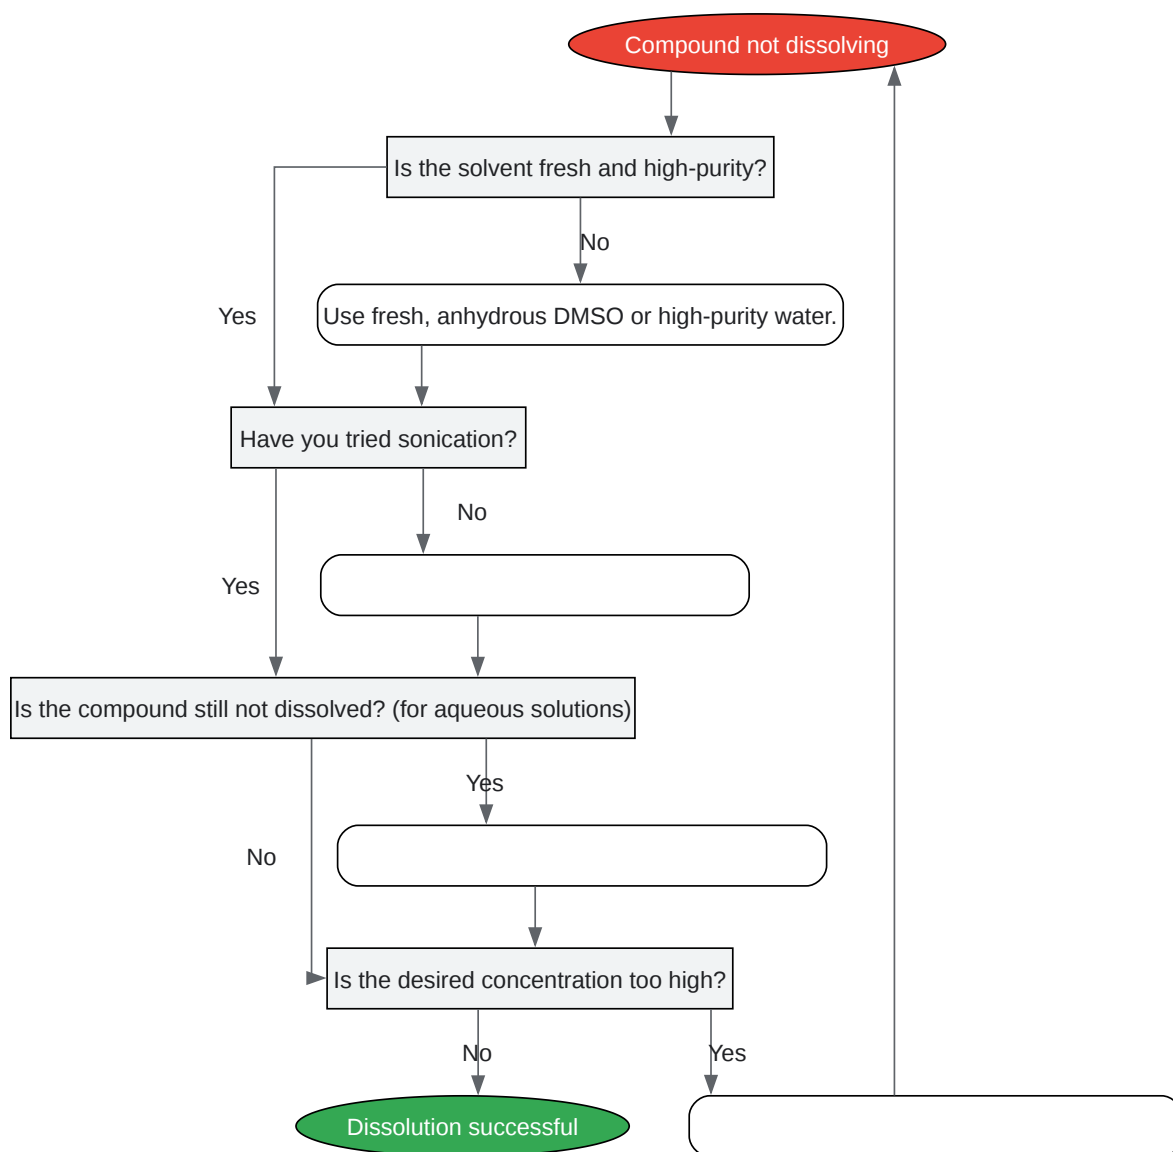 Compound not dissolving
Is the solvent fresh and high-purity?
No
Yes
Use fresh, anhydrous DMSO or high-purity water.
Have you tried sonication?
No
Yes
Is the compound still not dissolved? (for aqueous solutions)
Yes
No
Is the desired concentration too high?
No
Yes
Dissolution successful